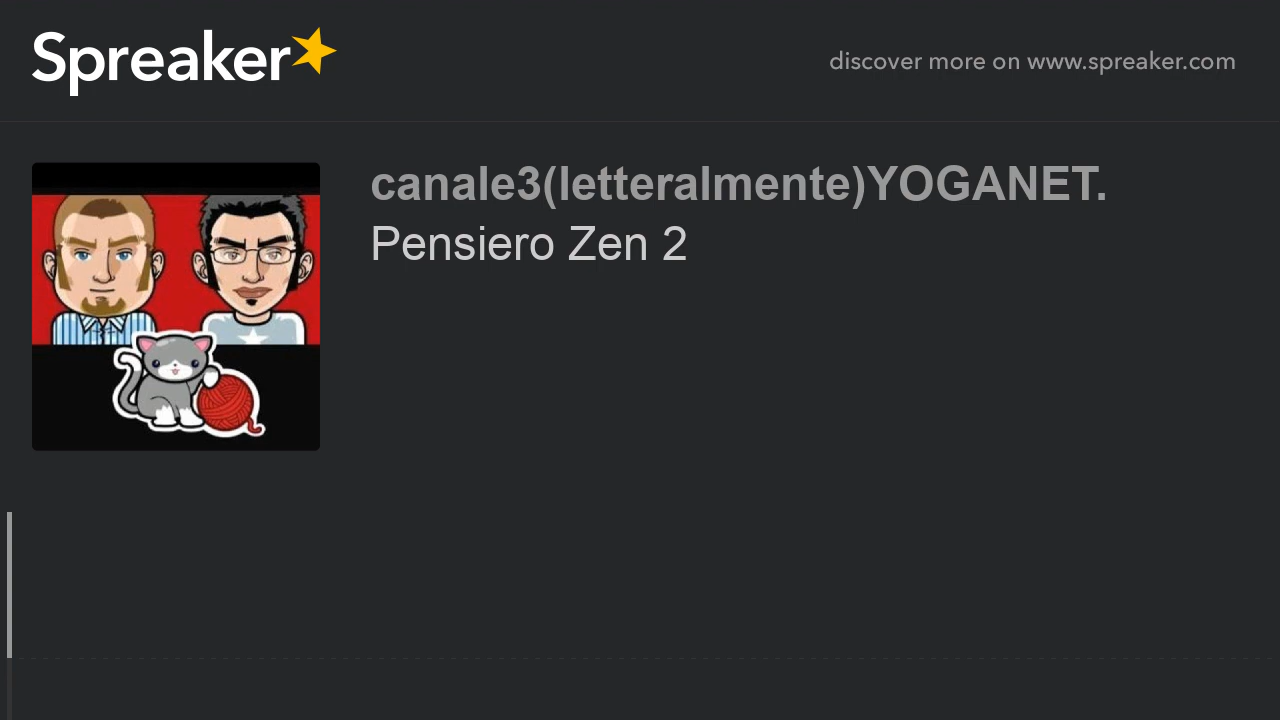 Spreaker
discover more on www.spreaker.com
canale3(letteralmente)YOGANET.
Pensiero Zen 2